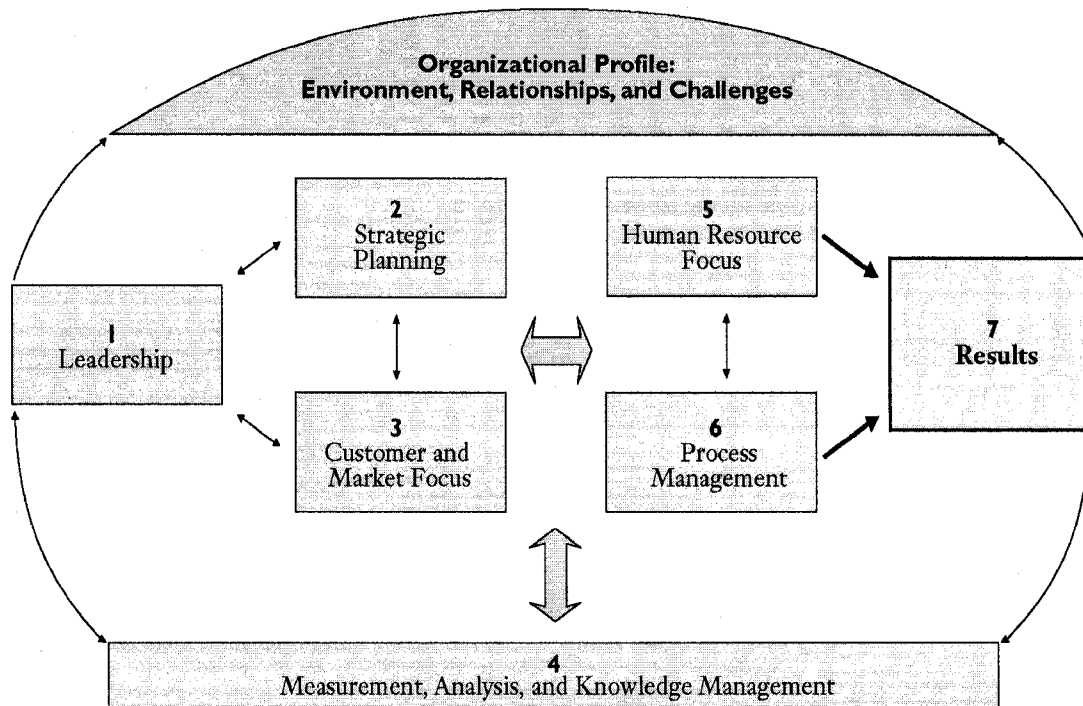 Organizational Profile:
Environment, Relationships, and Challenges
2
Strategic
Planning
5
Human Resource
Focus
1
Leadership
7
Results
3
Customer and
Market Focus
6
Process
Management
4
Measurement, Analysis, and Knowledge Management